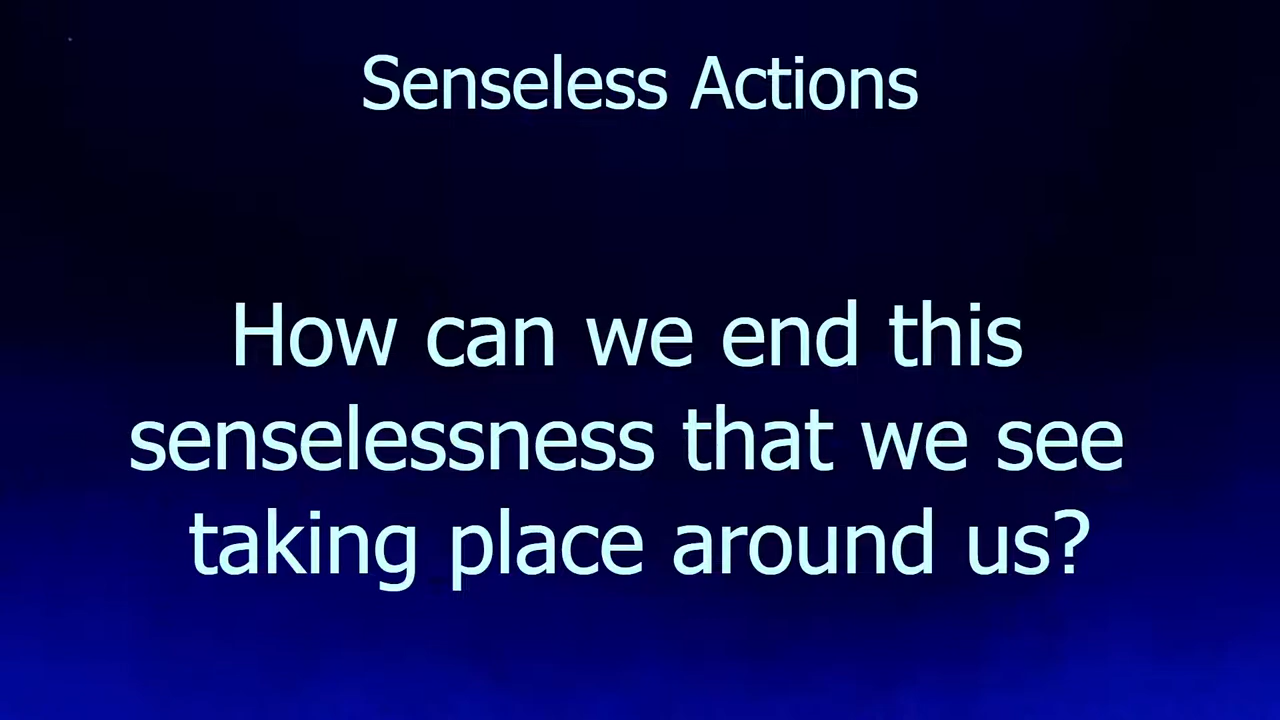 Senseless Actions
How can we end this
senselessness that we see
taking place around us?